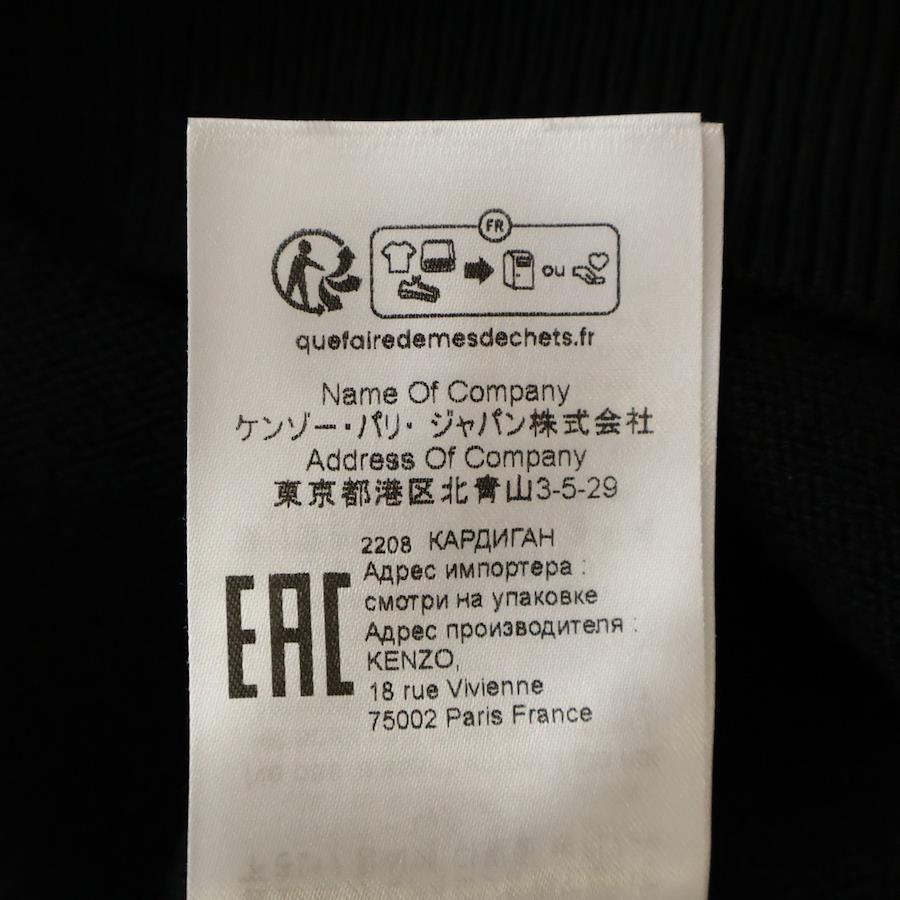 FR
ou
quefairedemesdechets.fr
Name Of Company
ケンゾー・パリ・ジャパン株式会社
Address Of Company
東京都港区北青山3-5-29
2208 КАРДИГАН
Адрес импортера :
смотри на упаковке
Адрес производителя :
EAC
KENZO,
18 rue Vivienne
75002 Paris France